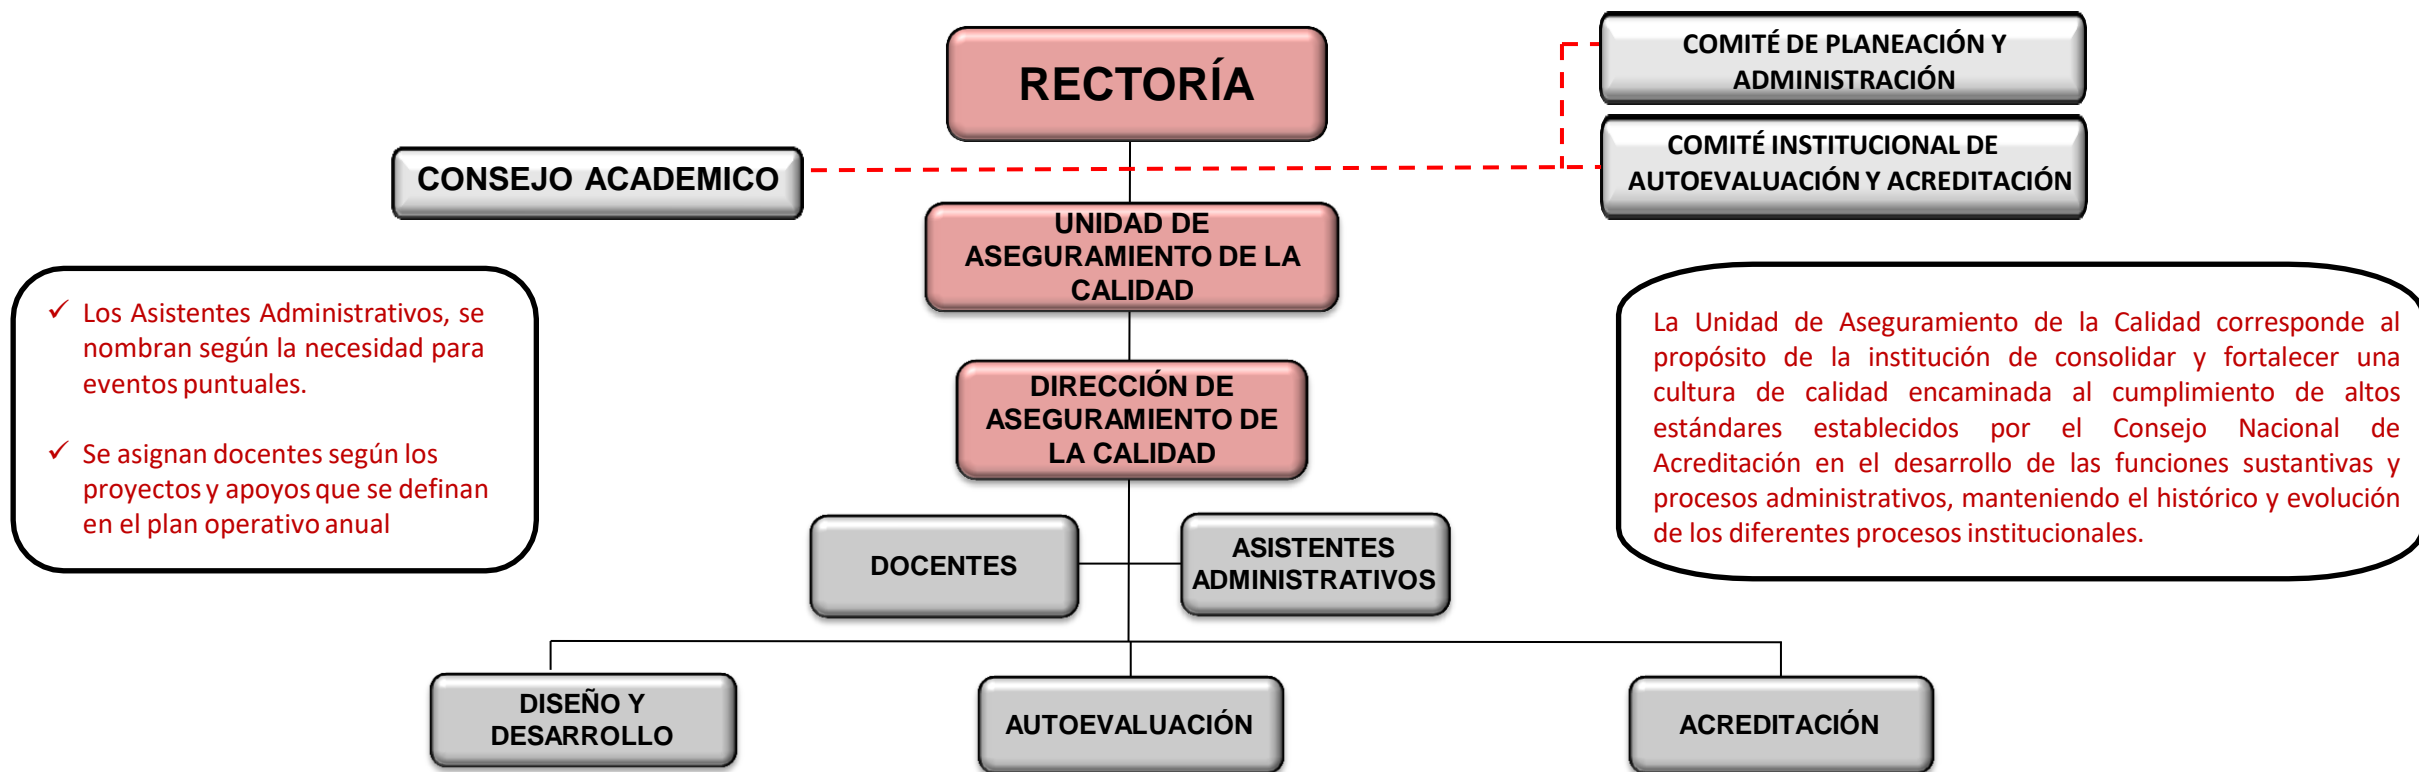 RECTORÍA
COMITÉ DE PLANEACIÓN Y
ADMINISTRACIÓN
COMITÉ INSTITUCIONAL DE
AUTOEVALUACIÓN Y ACREDITACIÓN
CONSEJO ACADEMICO
UNIDAD DE
ASEGURAMIENTO DE LA
CALIDAD
✓ Los Asistentes Administrativos, se
nombran según la necesidad para
eventos puntuales.
✓ Se asignan docentes según los
proyectos y apoyos que se definan
en el plan operativo anual
DIRECCIÓN DE
ASEGURAMIENTO DE
LA CALIDAD
La Unidad de Aseguramiento de la Calidad corresponde al
propósito de la institución de consolidar y fortalecer una
cultura de calidad encaminada al cumplimiento de altos
estándares establecidos por el Consejo Nacional de
Acreditación en el desarrollo de las funciones sustantivas y
procesos administrativos, manteniendo el histórico y evolución
de los diferentes procesos institucionales.
DOCENTES
ASISTENTES
ADMINISTRATIVOS
DISEÑO Y
DESARROLLO
AUTOEVALUACIÓN
ACREDITACIÓN